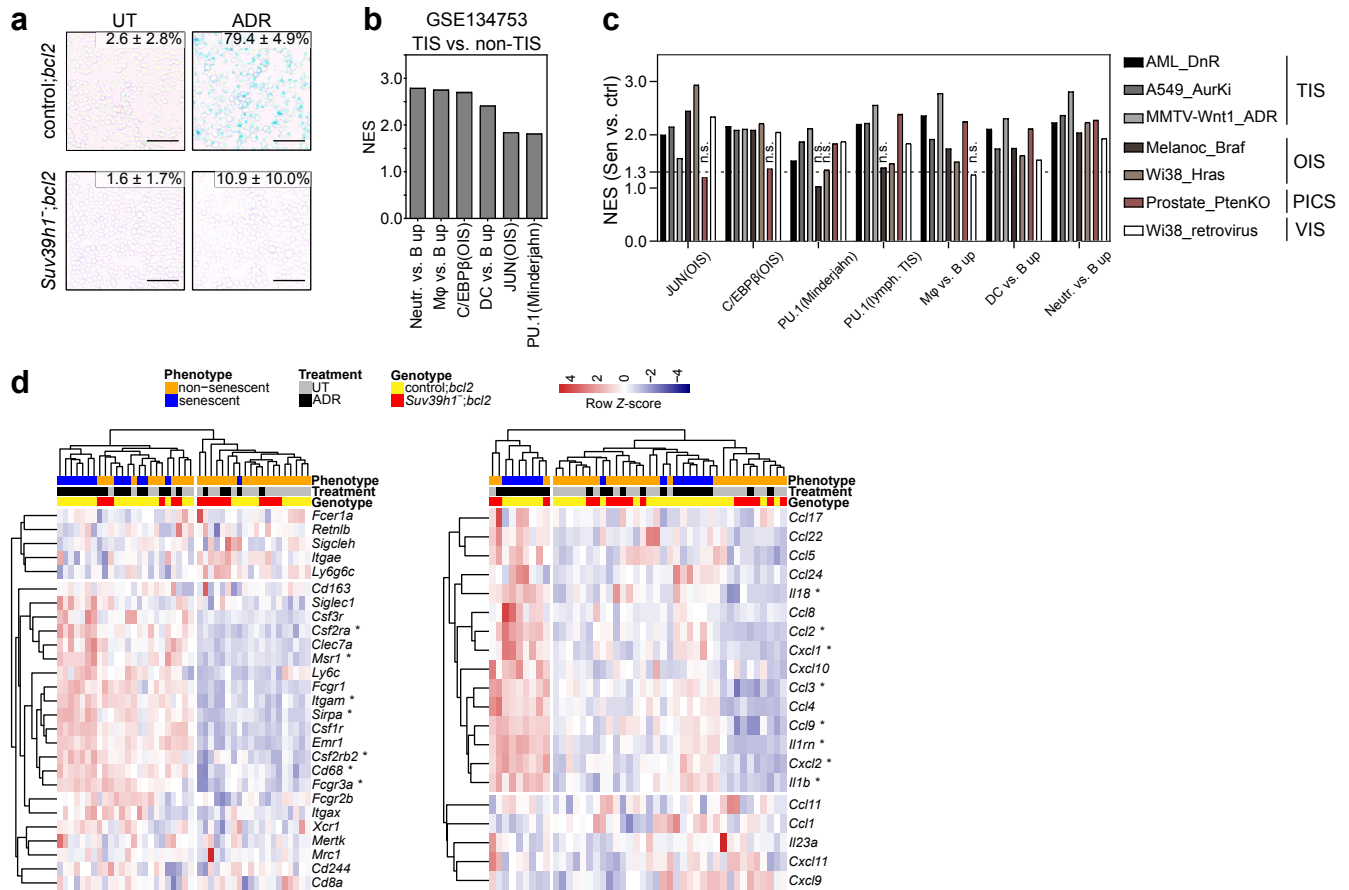 a
UT
ADR
control;bcl2
2.6 ± 2.8%
79.4 ± 4.9%
Suv39h1⁻;bcl2
1.6 ± 1.7%
10.9 ± 10.0%
b
GSE134753
TIS vs. non-TIS
NES
3.0
2.0
1.0
0.0
Neutr. vs. B up
Mφ vs. B up
C/EBPβ(OIS)
DC vs. B up
JUN(OIS)
PU.1(Minderjahn)
c
NES (Sen vs. ctrl)
3.0
2.0
1.3
1.0
0.0
n.s.
n.s.
n.s.
n.s.
n.s.
n.s.
JUN(OIS)
C/EBPβ(OIS)
PU.1(Minderjahn)
PU.1(lymph. TIS)
Mφ vs. B up
DC vs. B up
Neutr. vs. B up
AML_DnR
A549_AurKi
MMTV-Wnt1_ADR
TIS
Melanoc_Braf
Wi38_Hras
OIS
Prostate_PtenKO
PICS
Wi38_retrovirus
VIS
d
Phenotype
non−senescent
senescent
Treatment
UT
ADR
Genotype
control;bcl2
Suv39h1⁻;bcl2
4 2 0 −2 −4
Row Z−score
Phenotype
Treatment
Genotype
Fcer1a
Retnlb
Sigcleh
Itgae
Ly6g6c
Cd163
Siglec1
Csf3r
Csf2ra *
Clec7a
Msr1 *
Ly6c
Fcgr1
Itgam *
Sirpa *
Csf1r
Emr1
Csf2rb2 *
Cd68 *
Fcgr3a *
Fcgr2b
Itgax
Xcr1
Mertk
Mrc1
Cd244
Cd8a
Phenotype
Treatment
Genotype
Ccl17
Ccl22
Ccl5
Ccl24
Il18 *
Ccl8
Ccl2 *
Cxcl1 *
Cxcl10
Ccl3 *
Ccl4
Ccl9 *
Il1rn *
Cxcl2 *
Il1b *
Ccl11
Ccl1
Il23a
Cxcl11
Cxcl9